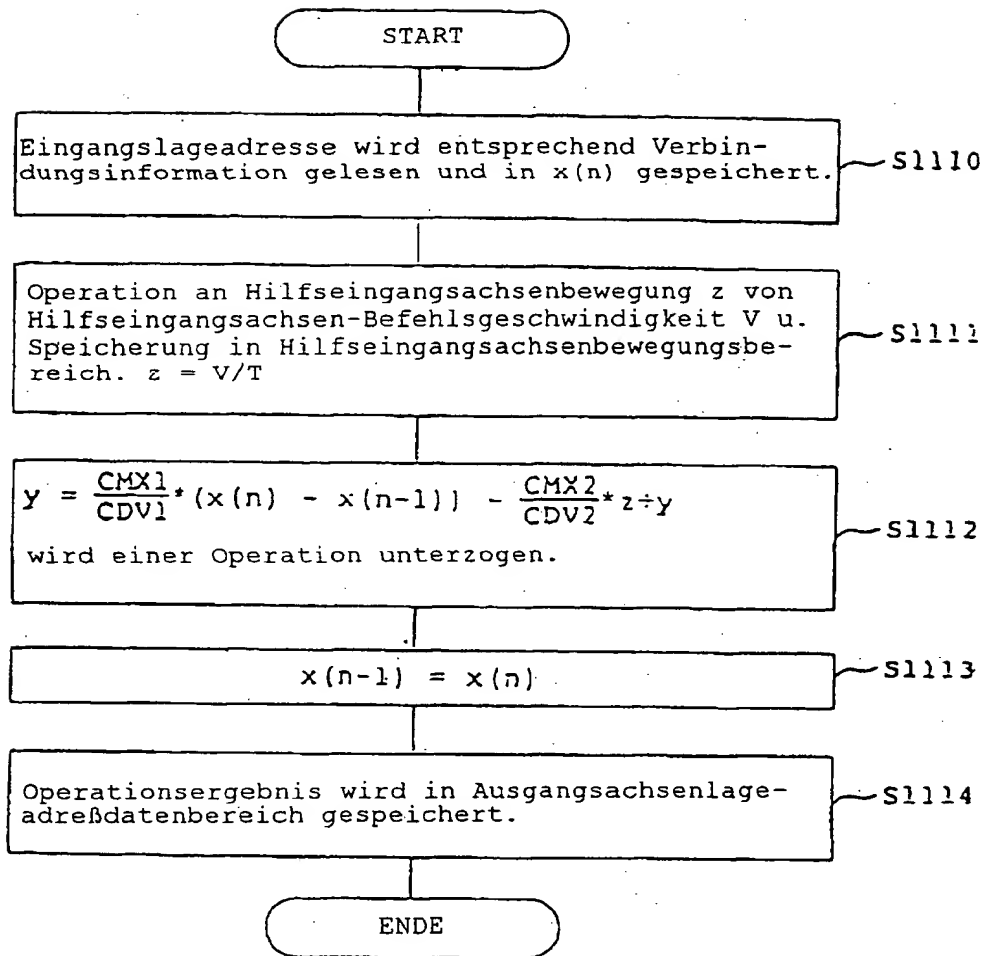 START
Eingangslageadresse wird entsprechend Verbin-
dungsinformation gelesen und in x(n) gespeichert.
S1110
Operation an Hilfseingangsachsenbewegung z von
Hilfseingangsachsen-Befehlsgeschwindigkeit V u.
Speicherung in Hilfseingangsachsenbewegungsbe-
reich. z = V/T
S1111
y = CMX1/CDV1 * (x(n) - x(n-1)) - CMX2/CDV2 * z÷y
wird einer Operation unterzogen.
S1112
x(n-1) = x(n)
S1113
Operationsergebnis wird in Ausgangsachsenlage-
adreßdatenbereich gespeichert.
S1114
ENDE